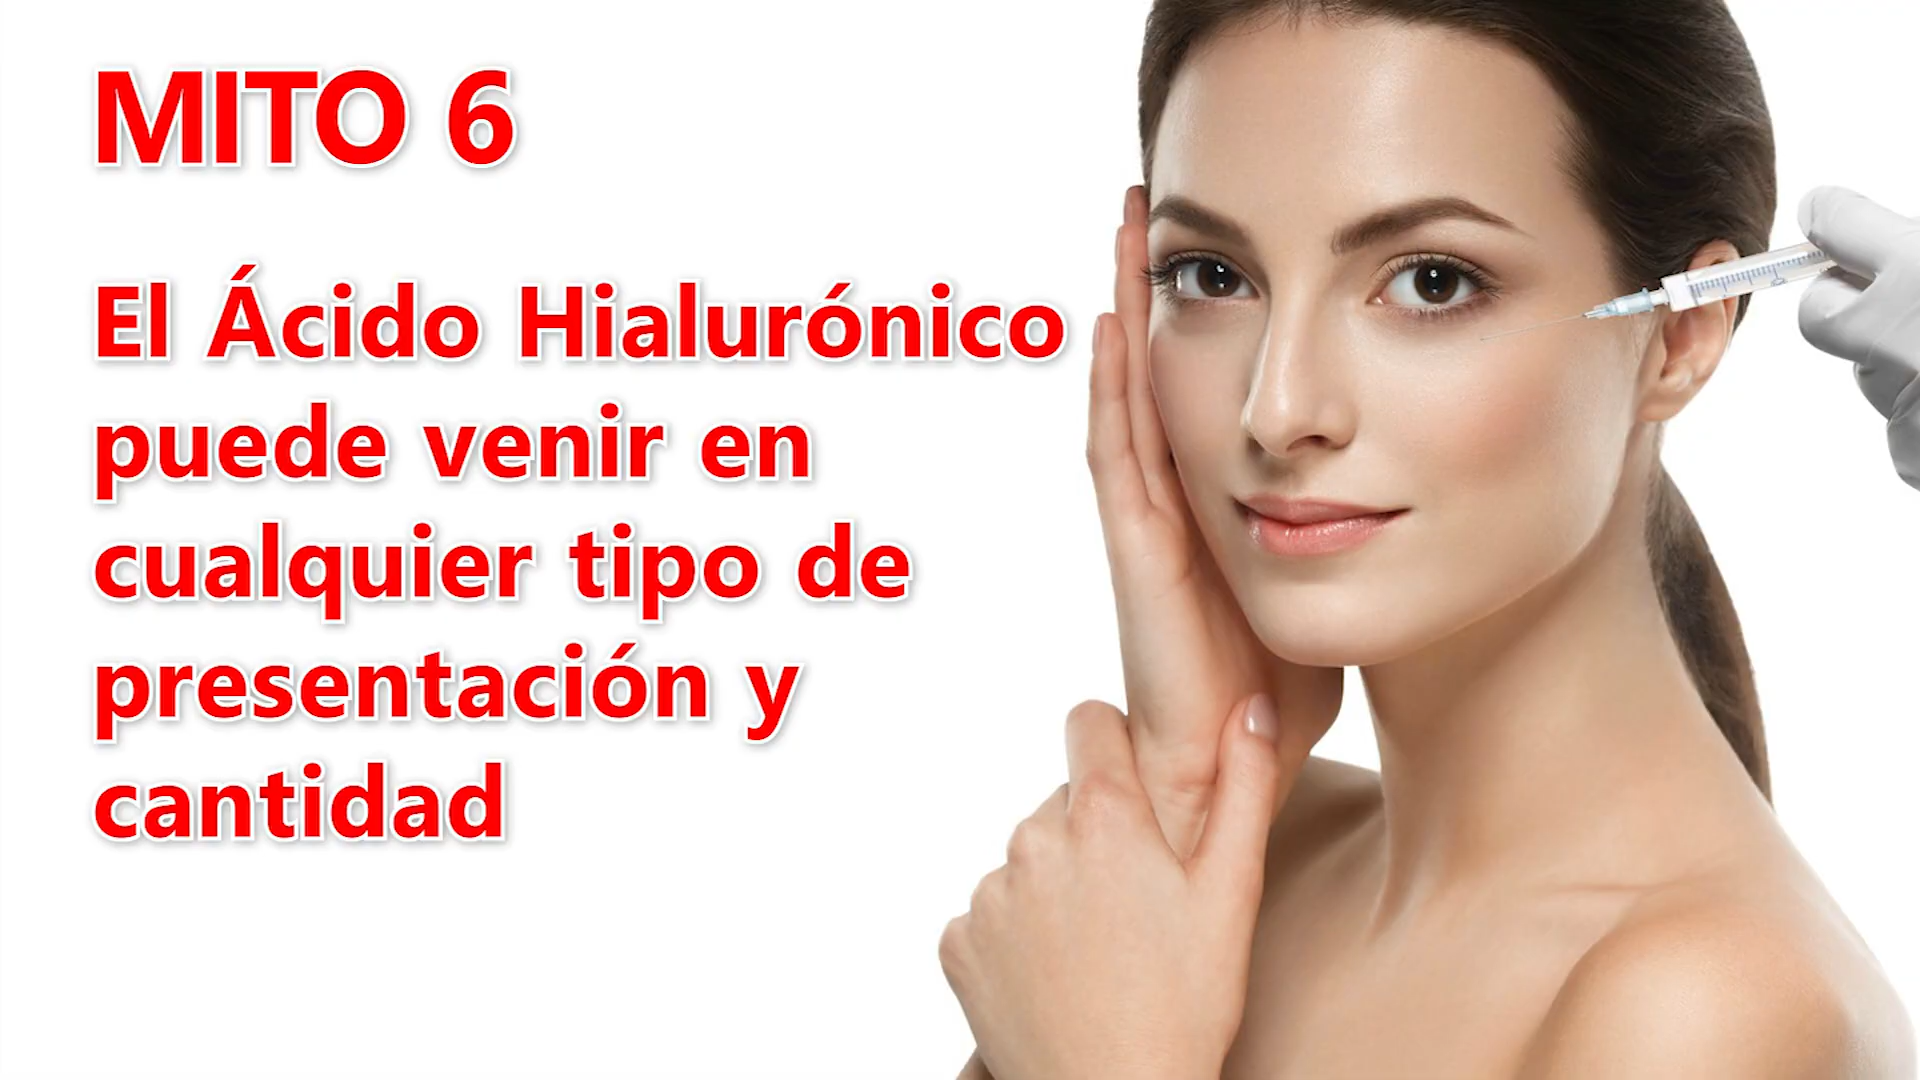 MITO 6
El Ácido Hialurónico
puede venir en
cualquier tipo de
presentación y
cantidad